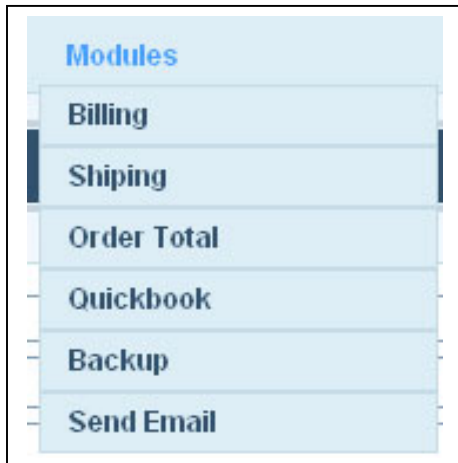 Modules
Billing
Shiping
Order Total
Quickbook
Backup
Send Email